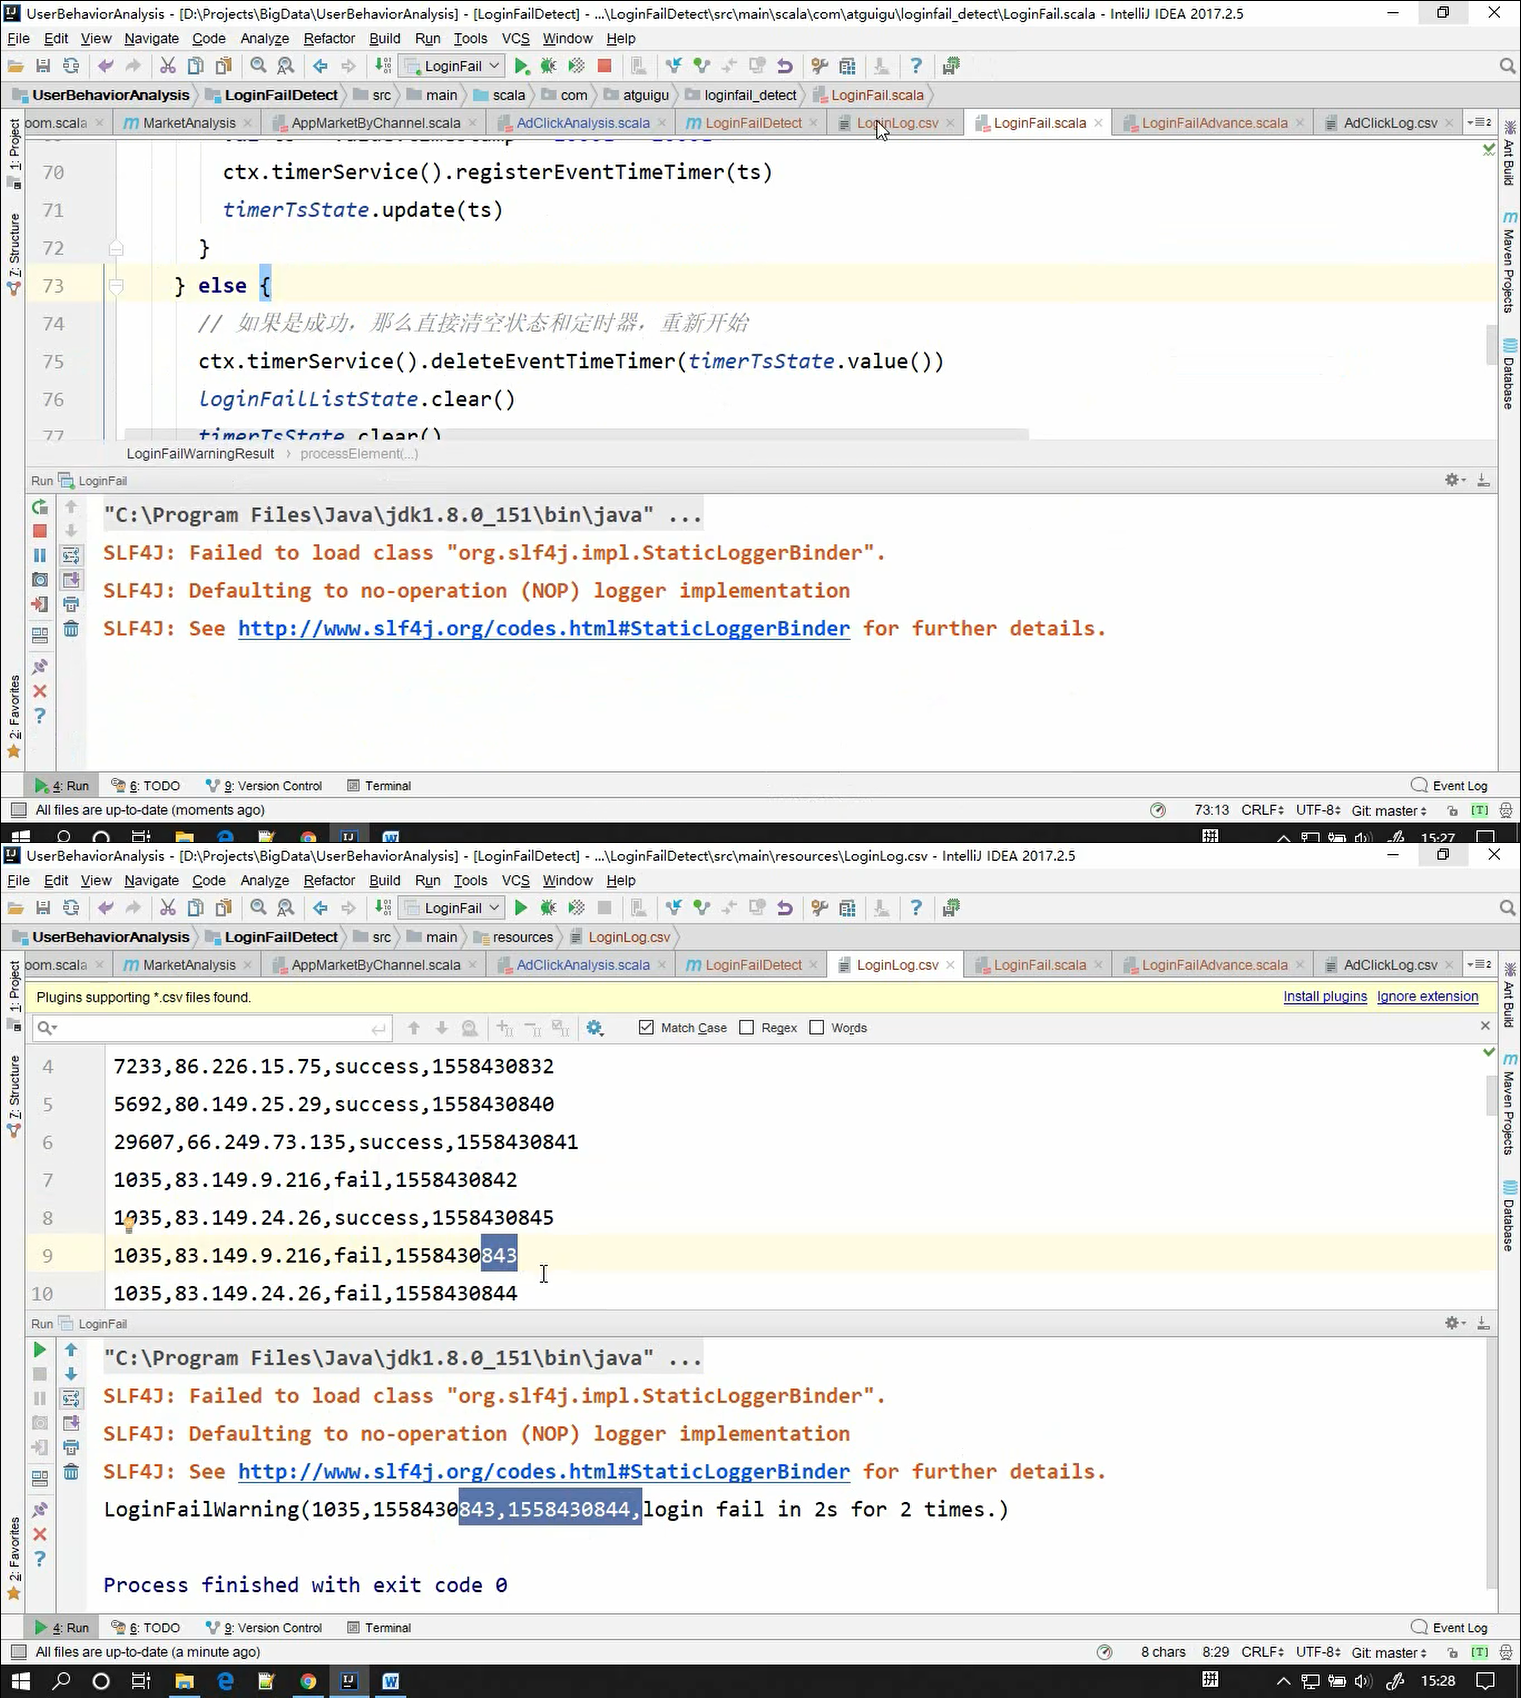 UserBehaviorAnalysis - [D:\Projects\BigData\UserBehaviorAnalysis] - [LoginFailDetect] - ...\LoginFailDetect\src\main\scala\com\atguigu\loginfail_detect\LoginFail.scala - IntelliJ IDEA 2017.2.5
File Edit View Navigate Code Analyze Refactor Build Run Tools VCS Window Help
LoginFail
UserBehaviorAnalysis LoginFailDetect src main scala com atguigu loginfail_detect LoginFail.scala
oom.scala MarketAnalysis AppMarketByChannel.scala AdClickAnalysis.scala LoginFailDetect LoginLog.csv LoginFail.scala LoginFailAdvance.scala AdClickLog.csv 2
1: Project
7: Structure
2: Favorites
Ant Build
Maven Projects
Database
70 ctx.timerService().registerEventTimeTimer(ts)
71 timerTsState.update(ts)
72 }
73 } else {
74 // 如果是成功，那么直接清空状态和定时器，重新开始
75 ctx.timerService().deleteEventTimeTimer(timerTsState.value())
76 loginFailListState.clear()
77 timerTsState.clear()
LoginFailWarningResult processElement(...)
Run LoginFail
"C:\Program Files\Java\jdk1.8.0_151\bin\java" ...
SLF4J: Failed to load class "org.slf4j.impl.StaticLoggerBinder".
SLF4J: Defaulting to no-operation (NOP) logger implementation
SLF4J: See http://www.slf4j.org/codes.html#StaticLoggerBinder for further details.
4: Run 6: TODO 9: Version Control Terminal Event Log
All files are up-to-date (moments ago) 73:13 CRLF UTF-8 Git: master [T]
拼 15:27
UserBehaviorAnalysis - [D:\Projects\BigData\UserBehaviorAnalysis] - [LoginFailDetect] - ...\LoginFailDetect\src\main\resources\LoginLog.csv - IntelliJ IDEA 2017.2.5
File Edit View Navigate Code Analyze Refactor Build Run Tools VCS Window Help
LoginFail
UserBehaviorAnalysis LoginFailDetect src main resources LoginLog.csv
oom.scala MarketAnalysis AppMarketByChannel.scala AdClickAnalysis.scala LoginFailDetect LoginLog.csv LoginFail.scala LoginFailAdvance.scala AdClickLog.csv 2
1: Project
7: Structure
2: Favorites
Ant Build
Maven Projects
Database
Plugins supporting *.csv files found. Install plugins Ignore extension
Match Case Regex Words
4 7233,86.226.15.75,success,1558430832
5 5692,80.149.25.29,success,1558430840
6 29607,66.249.73.135,success,1558430841
7 1035,83.149.9.216,fail,1558430842
8 1035,83.149.24.26,success,1558430845
9 1035,83.149.9.216,fail,1558430843
10 1035,83.149.24.26,fail,1558430844
Run LoginFail
"C:\Program Files\Java\jdk1.8.0_151\bin\java" ...
SLF4J: Failed to load class "org.slf4j.impl.StaticLoggerBinder".
SLF4J: Defaulting to no-operation (NOP) logger implementation
SLF4J: See http://www.slf4j.org/codes.html#StaticLoggerBinder for further details.
LoginFailWarning(1035,1558430843,1558430844,login fail in 2s for 2 times.)
Process finished with exit code 0
4: Run 6: TODO 9: Version Control Terminal Event Log
All files are up-to-date (a minute ago) 8 chars 8:29 CRLF UTF-8 Git: master [T]
拼 15:28